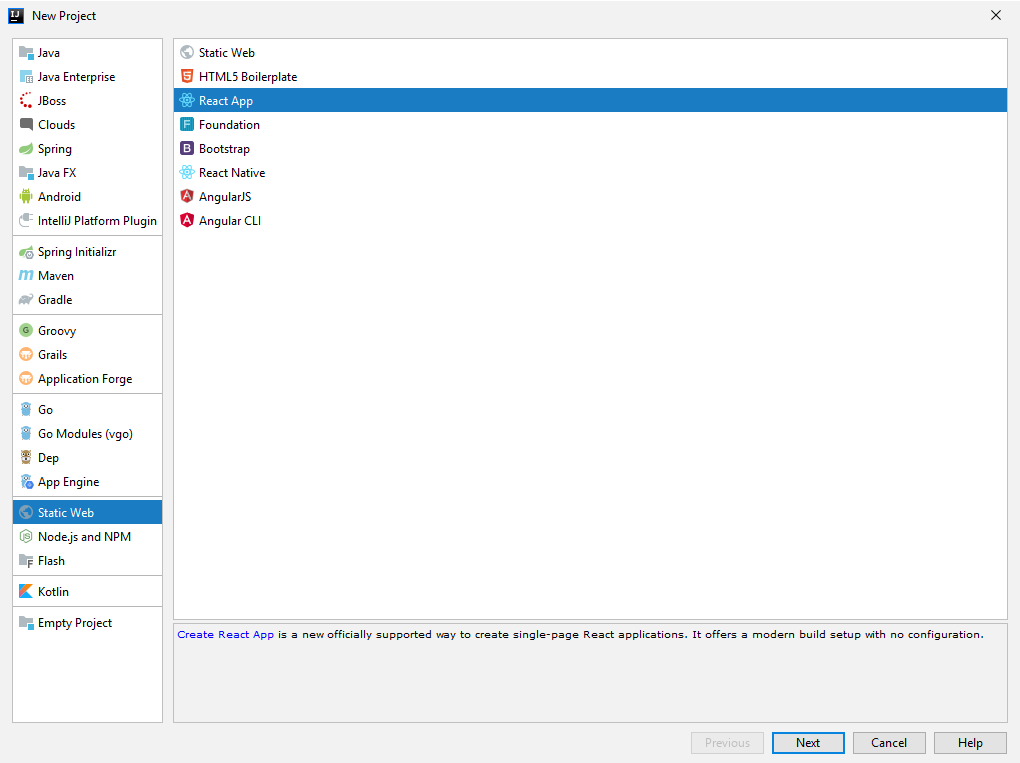 New Project
Java
Java Enterprise
JBoss
Clouds
Spring
Java FX
Android
IntelliJ Platform Plugin
Spring Initializr
Maven
Gradle
Groovy
Grails
Application Forge
Go
Go Modules (vgo)
Dep
App Engine
Static Web
Node.js and NPM
Flash
Kotlin
Empty Project
Static Web
HTML5 Boilerplate
React App
Foundation
Bootstrap
React Native
AngularJS
Angular CLI
Create React App is a new officially supported way to create single-page React applications. It offers a modern build setup with no configuration.
Previous
Next
Cancel
Help